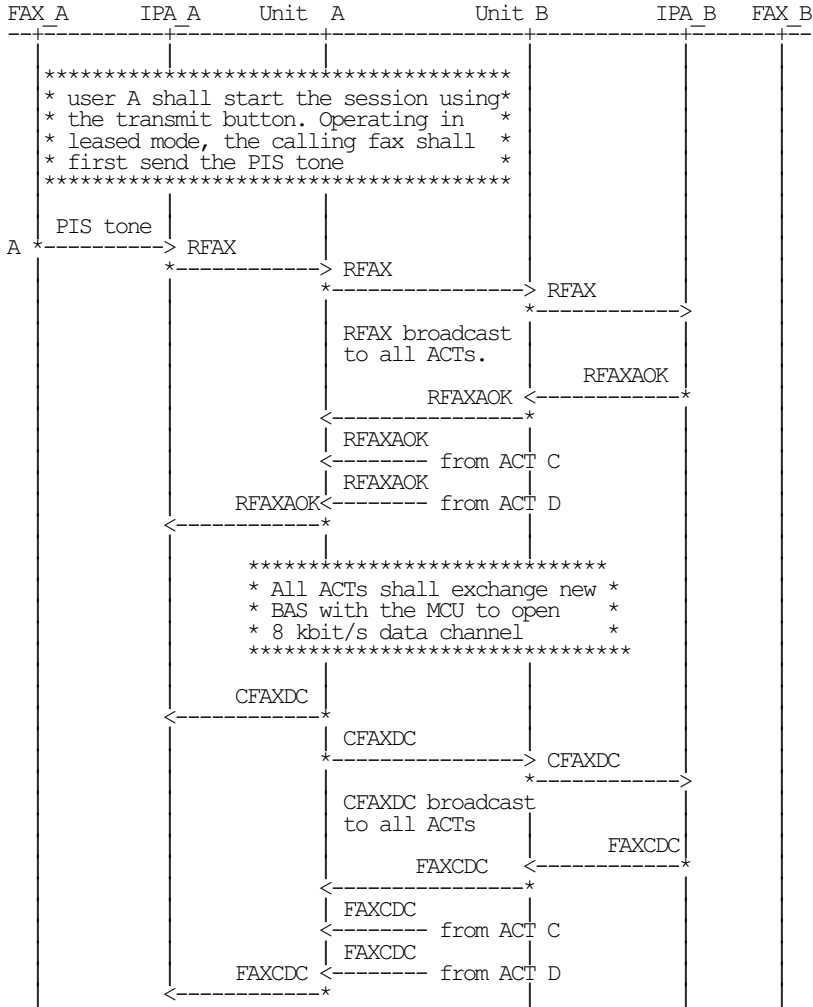 FAX_A IPA_A Unit A Unit B IPA_B FAX_B
****************************************
* user A shall start the session using*
* the transmit button. Operating in *
* leased mode, the calling fax shall *
* first send the PIS tone *
****************************************
PIS tone
A *----------> RFAX
*------------> RFAX
*----------------> RFAX
*------------>
RFAX broadcast
to all ACTs.
RFAXAOK
RFAXAOK <------------*
<----------------*
RFAXAOK
<-------- from ACT C
RFAXAOK
RFAXAOK<-------- from ACT D
<------------*
******************************
* All ACTs shall exchange new *
* BAS with the MCU to open *
* 8 kbit/s data channel *
********************************
CFAXDC
<------------*
CFAXDC
*----------------> CFAXDC
*------------>
CFAXDC broadcast
to all ACTs
FAXCDC
FAXCDC <------------*
<----------------*
FAXCDC
<-------- from ACT C
FAXCDC
FAXCDC <-------- from ACT D
<------------*